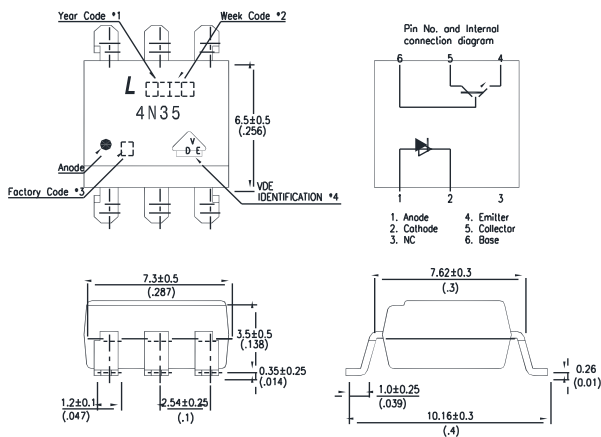 Year Code *1
Week Code *2
L
4N35
V
D E
Anode
Factory Code *3
VDE
IDENTIFICATION *4
6.5±0.5
(.256)
Pin No. and Internal
connection diagram
6 5 4
1 2 3
1. Anode
2. Cathode
3. NC
4. Emitter
5. Collector
6. Base
7.3±0.5
(.287)
3.5±0.5
(.138)
0.35±0.25
(.014)
1.2±0.1
(.047)
2.54±0.25
(.1)
7.62±0.3
(.3)
0.26
(0.01)
1.0±0.25
(.039)
10.16±0.3
(.4)